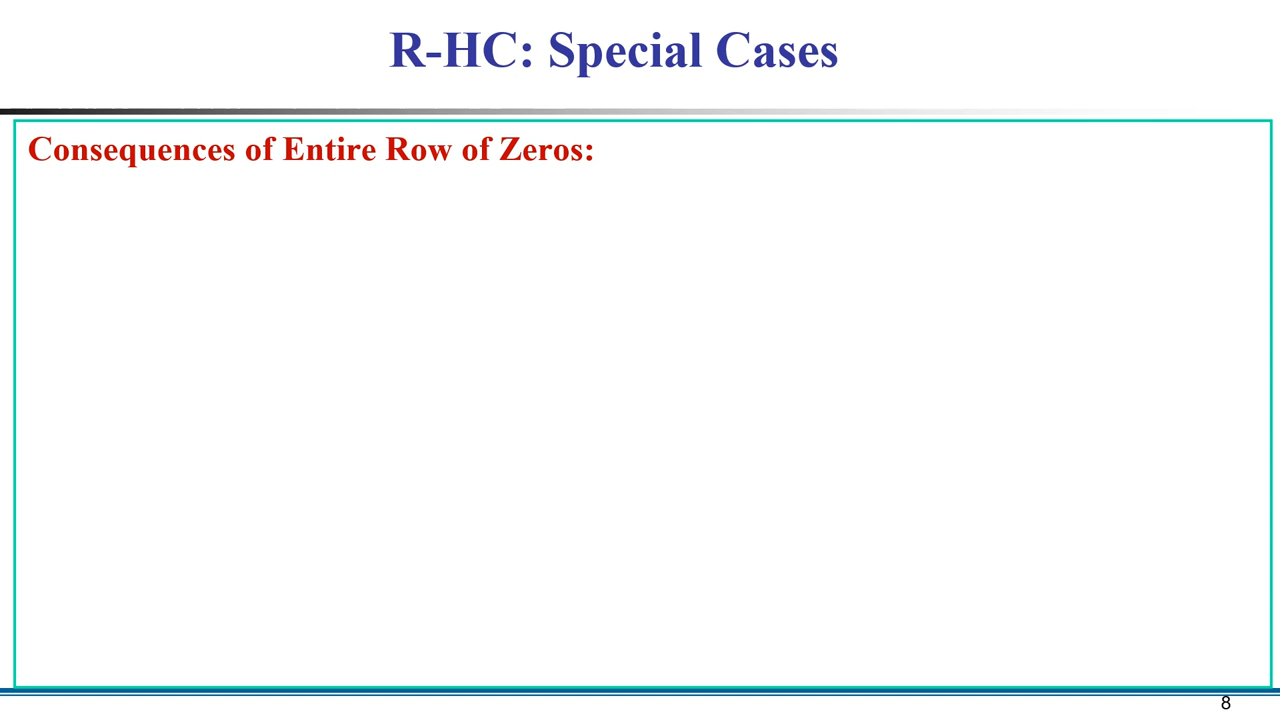 R-HC: Special Cases
Consequences of Entire Row of Zeros:
8